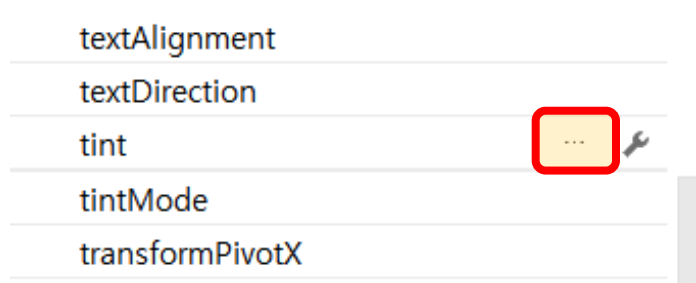 textAlignment
textDirection
tint ...
tintMode
transformPivotX